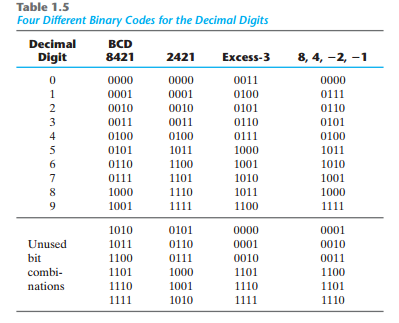 Table 1.5
Four Different Binary Codes for the Decimal Digits
Decimal Digit BCD 8421 2421 Excess-3 8, 4, −2, −1
0 0000 0000 0011 0000
1 0001 0001 0100 0111
2 0010 0010 0101 0110
3 0011 0011 0110 0101
4 0100 0100 0111 0100
5 0101 1011 1000 1011
6 0110 1100 1001 1010
7 0111 1101 1010 1001
8 1000 1110 1011 1000
9 1001 1111 1100 1111
1010 0101 0000 0001
Unused 1011 0110 0001 0010
bit 1100 0111 0010 0011
combi- 1101 1000 1101 1100
nations 1110 1001 1110 1101
1111 1010 1111 1110